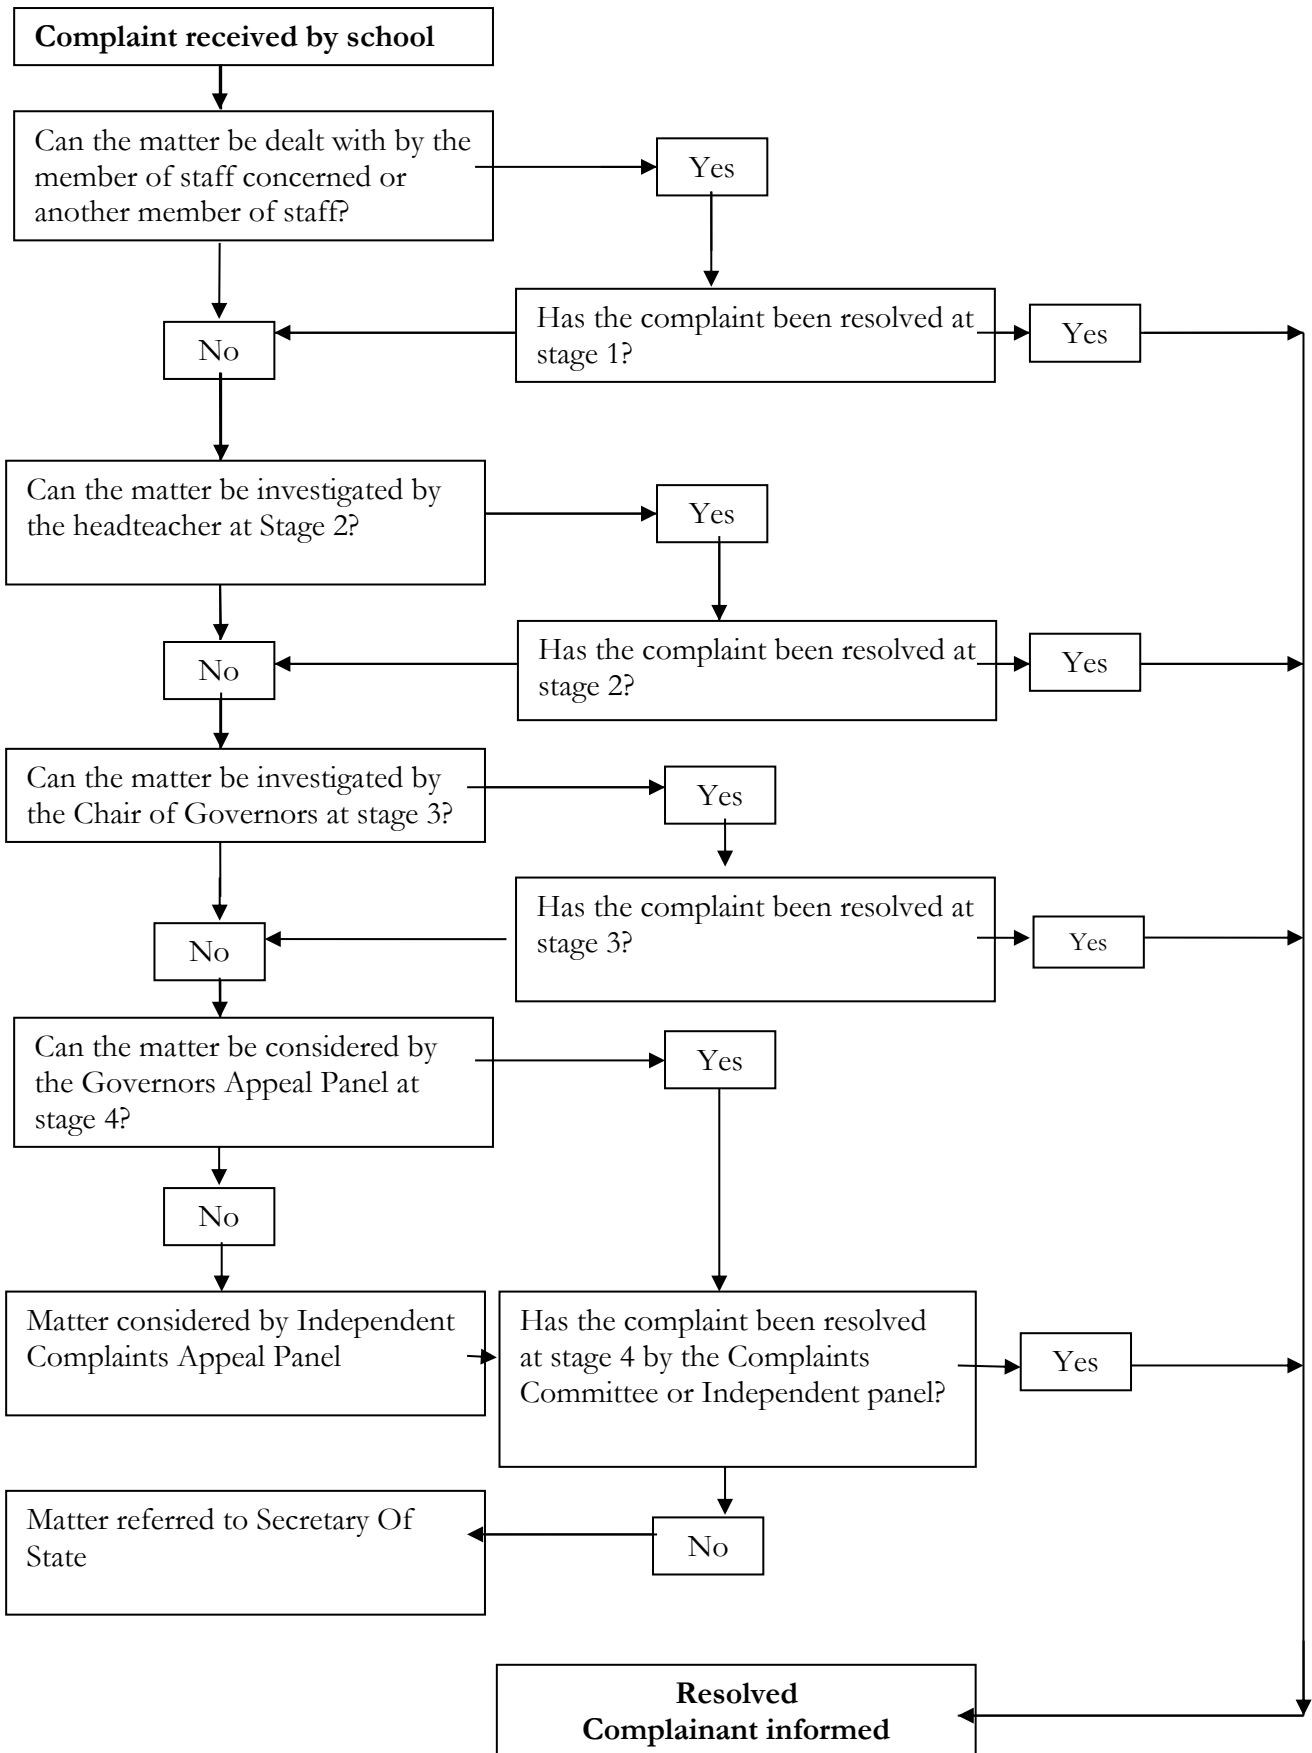 Complaint received by school
Can the matter be dealt with by the
member of staff concerned or
another member of staff?
Yes
Has the complaint been resolved at
stage 1?
Yes
No
Can the matter be investigated by
the headteacher at Stage 2?
Yes
Has the complaint been resolved at
stage 2?
Yes
No
Can the matter be investigated by
the Chair of Governors at stage 3?
Yes
Has the complaint been resolved at
stage 3?
Yes
No
Can the matter be considered by
the Governors Appeal Panel at
stage 4?
Yes
No
Matter considered by Independent
Complaints Appeal Panel
Has the complaint been resolved
at stage 4 by the Complaints
Committee or Independent panel?
Yes
No
Matter referred to Secretary Of
State
Resolved
Complainant informed